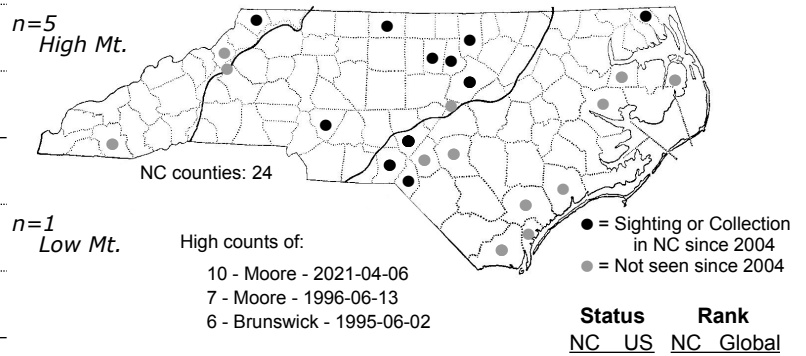 n=5
High Mt.
NC counties: 24
n=1
Low Mt.
High counts of:
10 - Moore - 2021-04-06
7 - Moore - 1996-06-13
6 - Brunswick - 1995-06-02
= Sighting or Collection
in NC since 2004
= Not seen since 2004
Status Rank
NC US NC Global